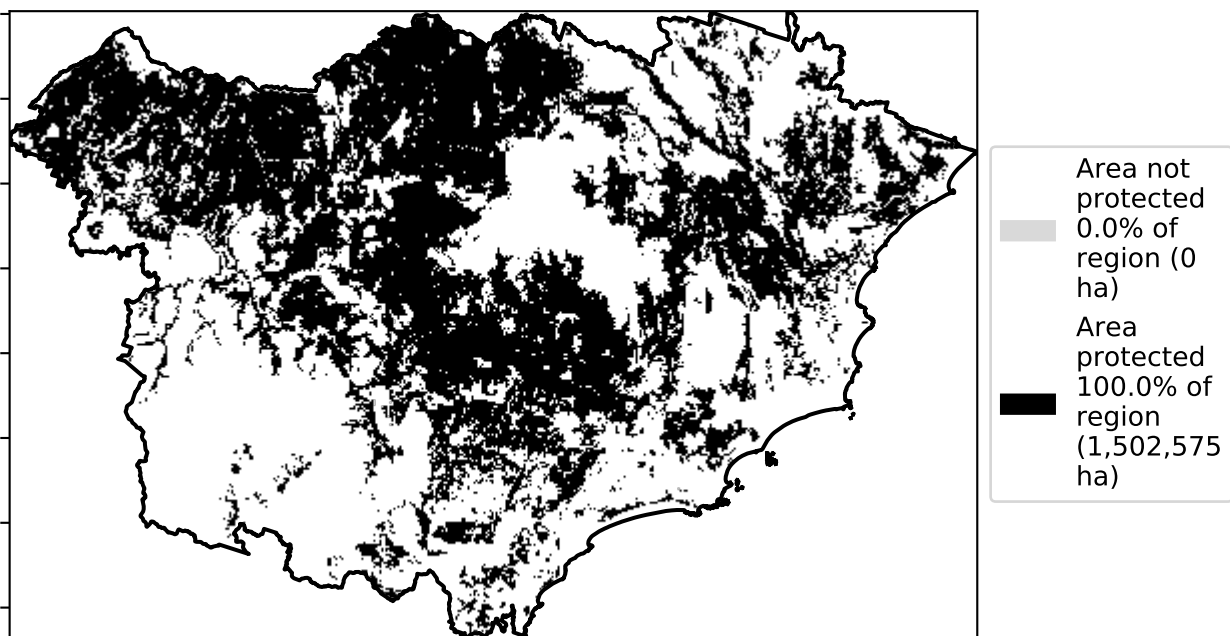 Area not
protected
0.0% of
region (0
ha)
Area
protected
100.0% of
region
(1,502,575
ha)